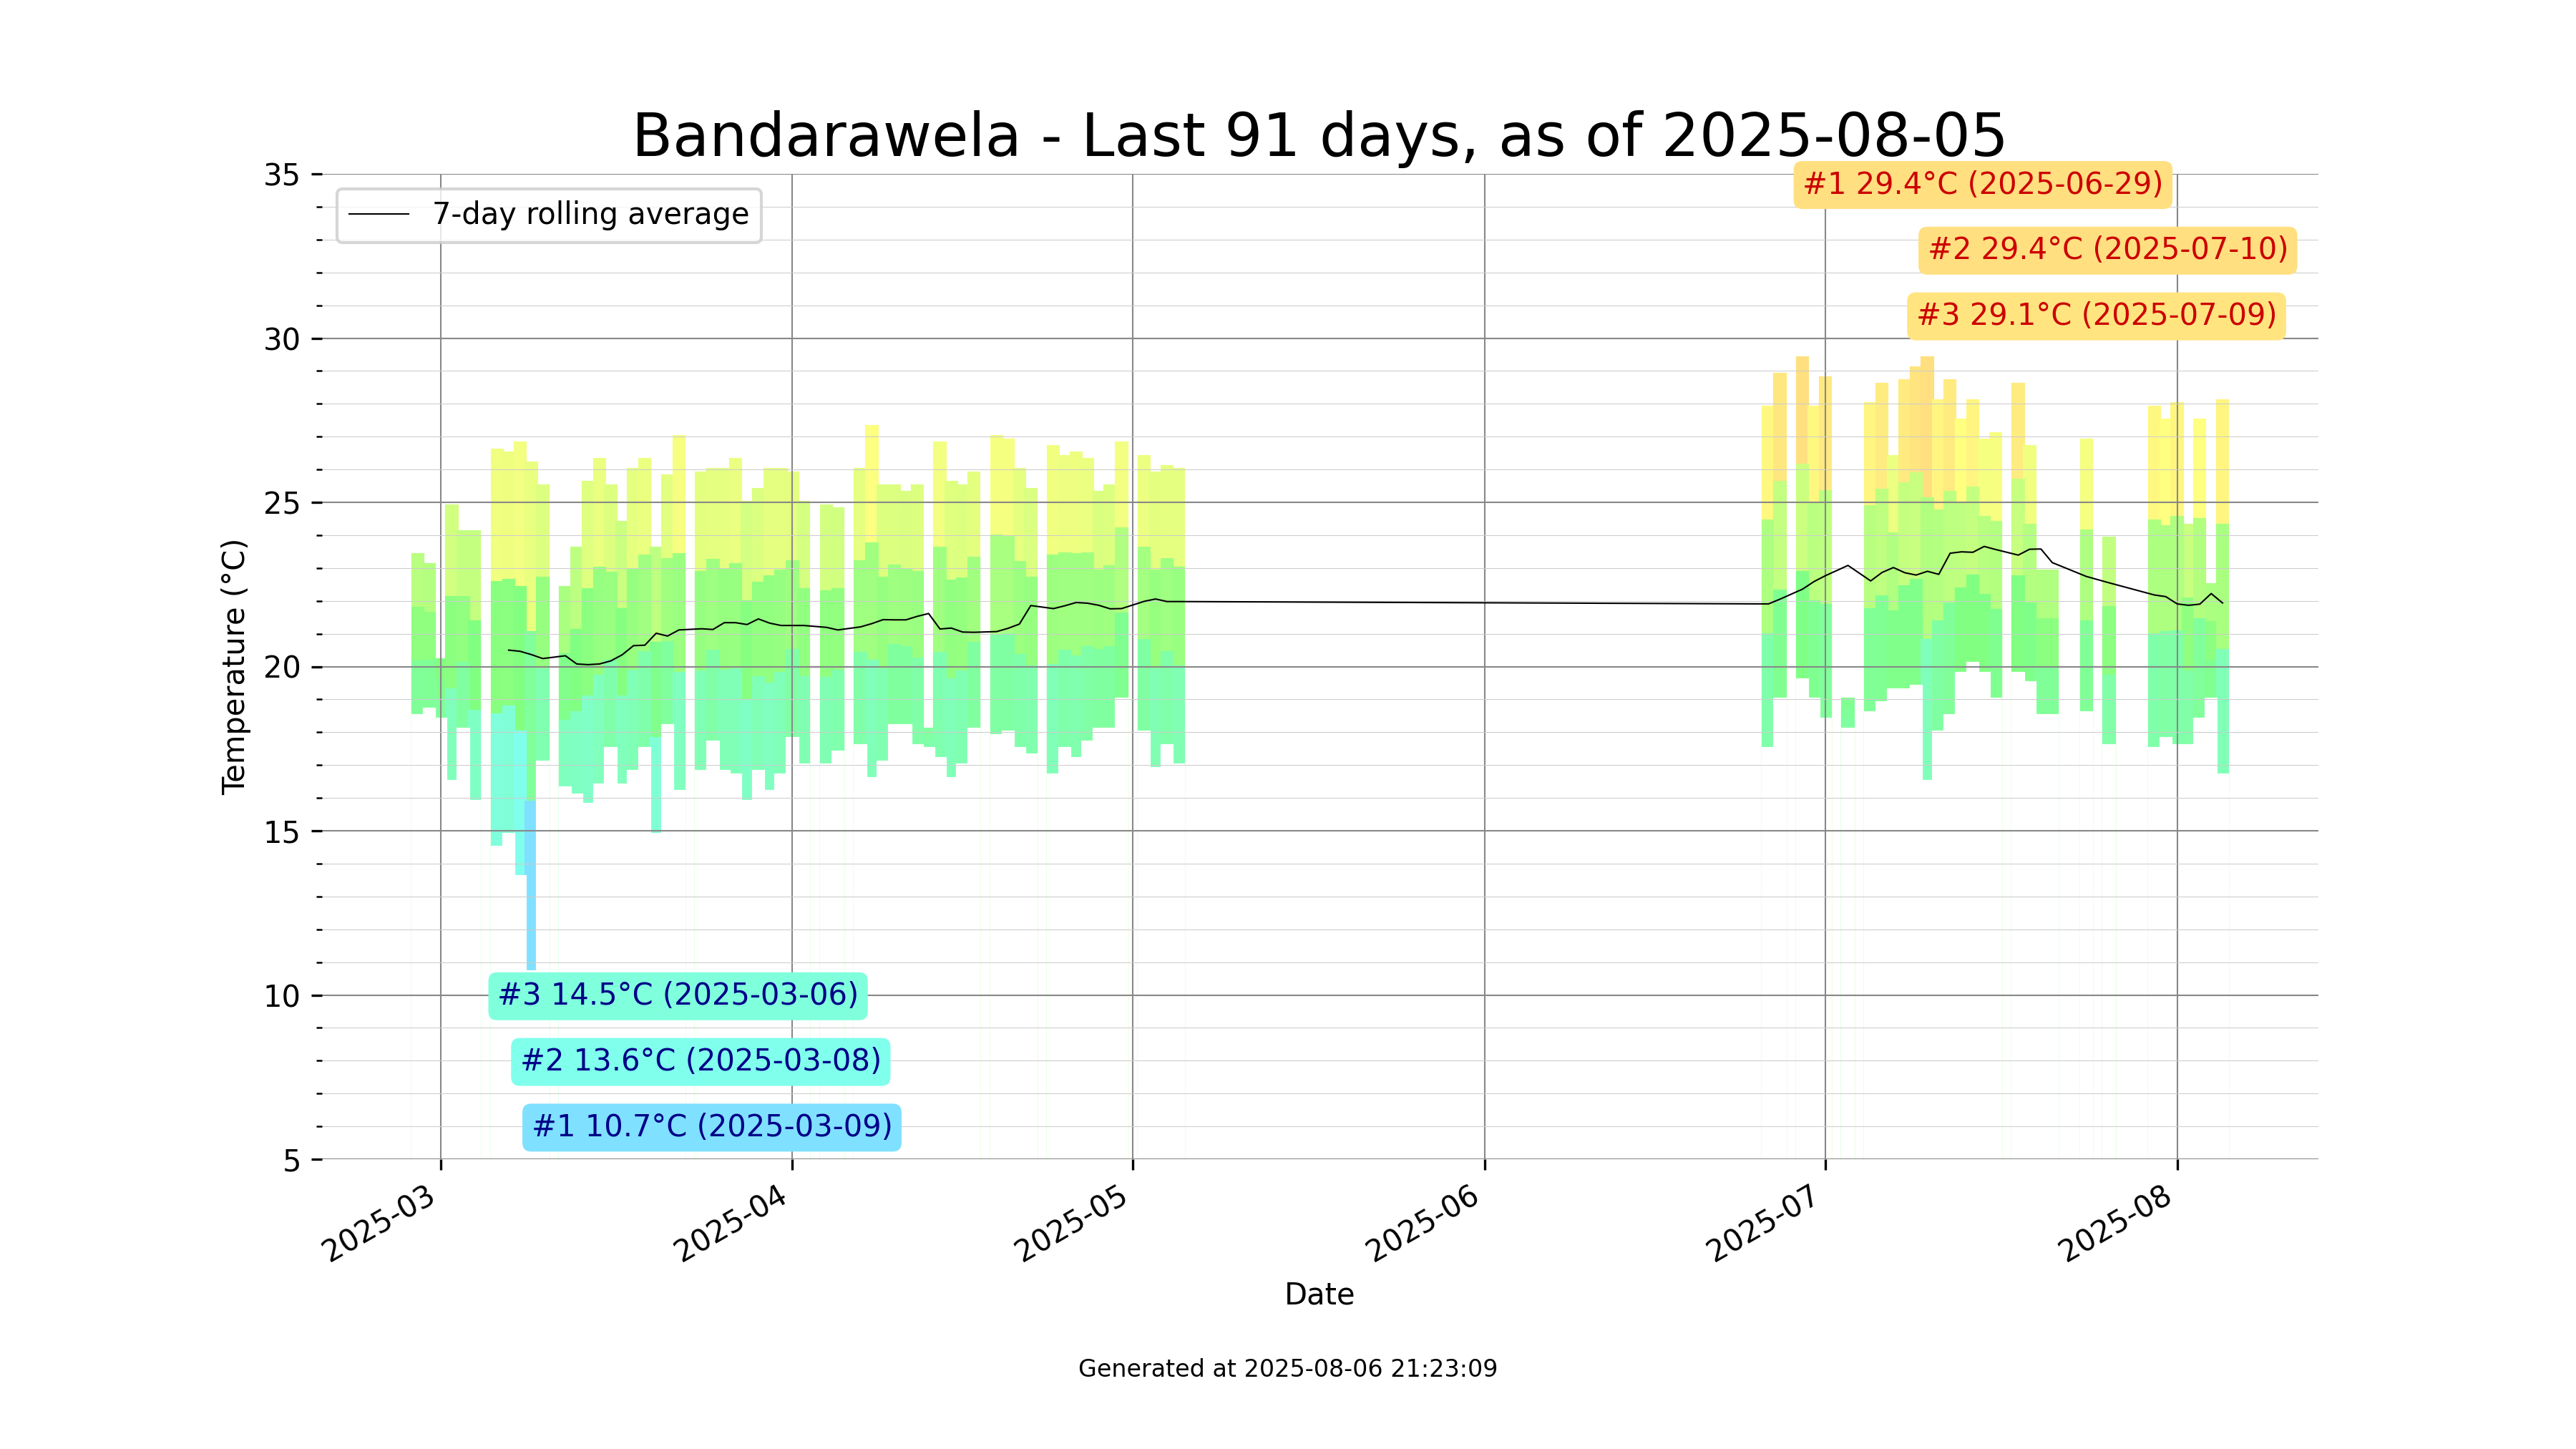 Bandarawela - Last 91 days, as of 2025-08-05
7-day rolling average
#1 29.4°C (2025-06-29)
#2 29.4°C (2025-07-10)
#3 29.1°C (2025-07-09)
35
30
25
20
15
10
5
Temperature (°C)
#3 14.5°C (2025-03-06)
#2 13.6°C (2025-03-08)
#1 10.7°C (2025-03-09)
2025-03
2025-04
2025-05
2025-06
2025-07
2025-08
Date
Generated at 2025-08-06 21:23:09